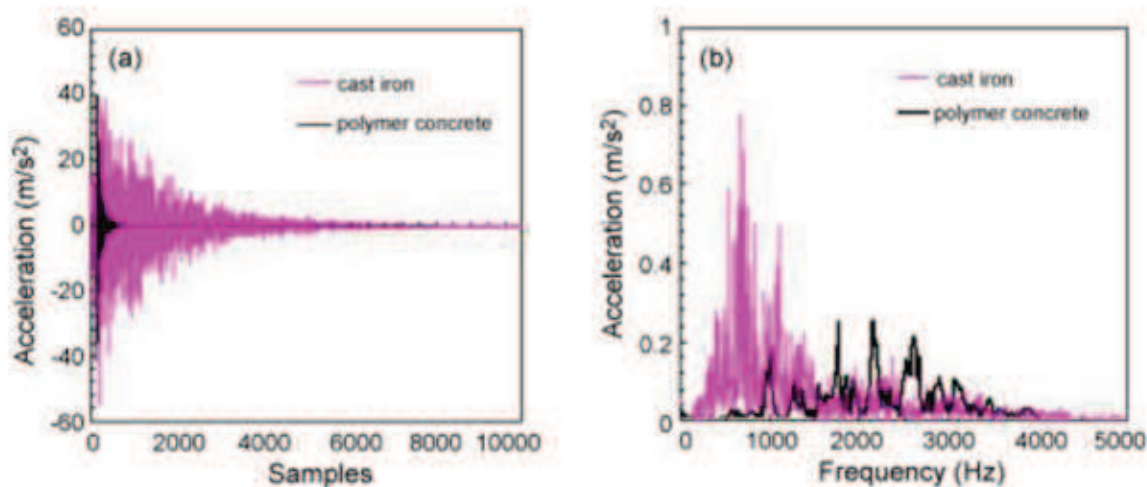 (a)
cast iron
polymer concrete
Acceleration (m/s²)
60
40
20
0
-20
-40
-60
0 2000 4000 6000 8000 10000
Samples
(b)
cast iron
polymer concrete
Acceleration (m/s²)
1
0.8
0.6
0.4
0.2
0
0 1000 2000 3000 4000 5000
Frequency (Hz)